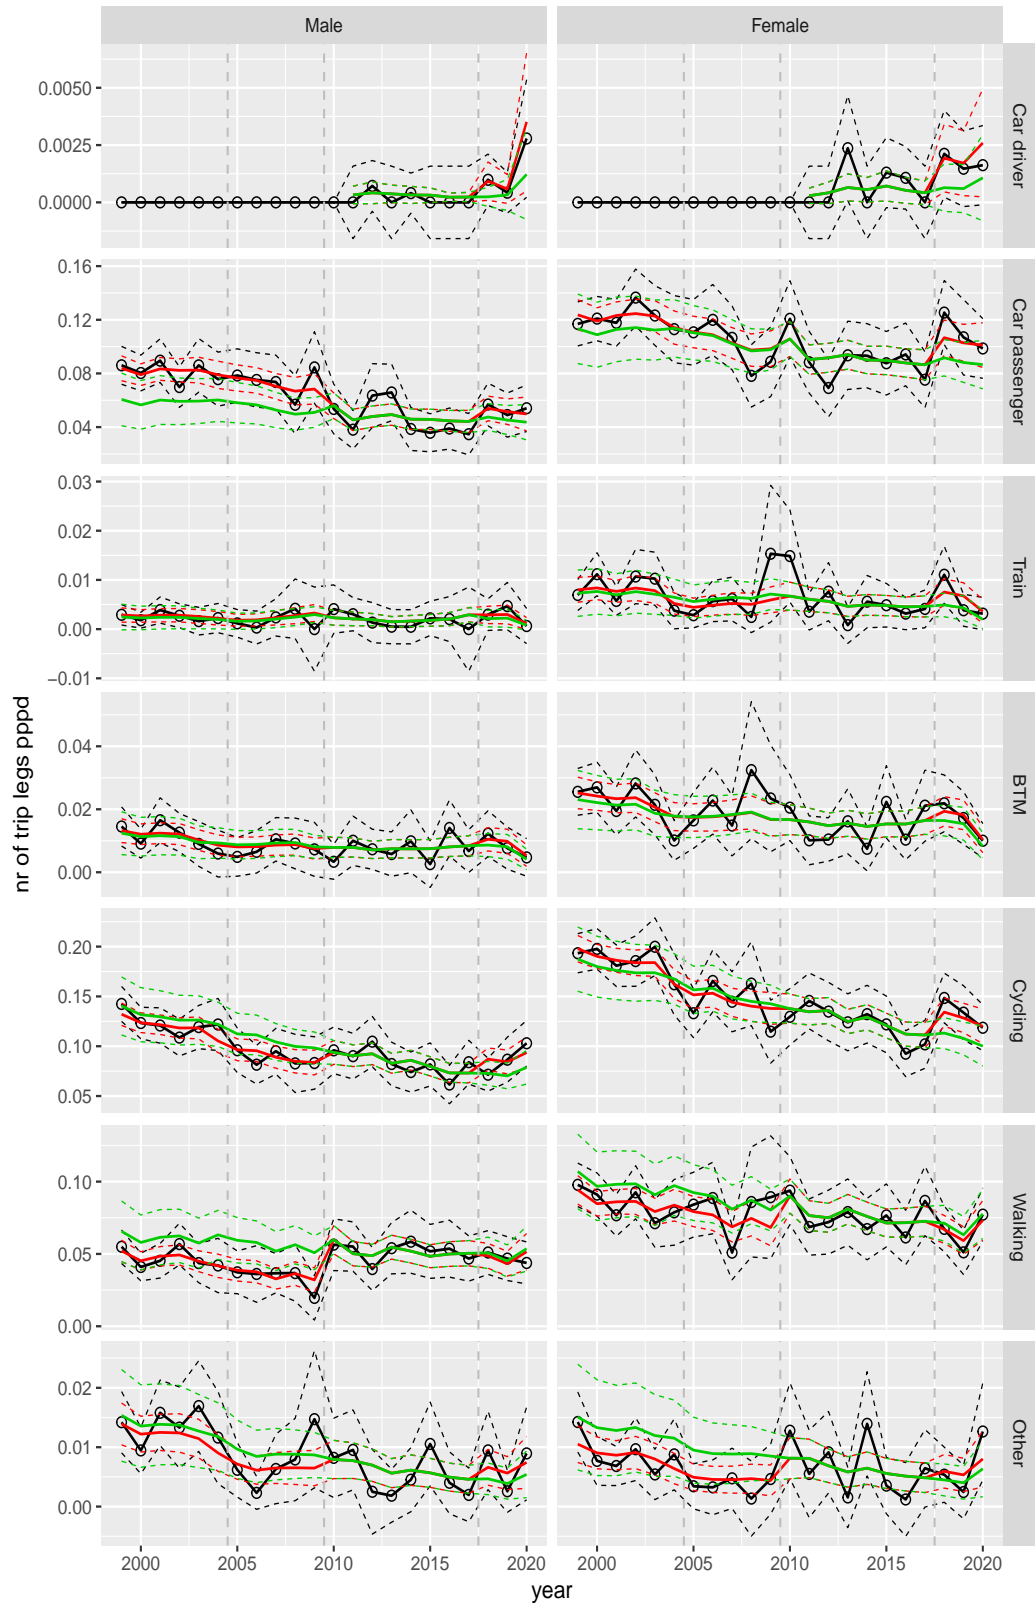 Male Female
0.0050
0.0025
0.0000
Car driver
0.16
0.12
0.08
0.04
Car passenger
0.03
0.01
0.00
−0.01
Train
0.04
0.02
0.00
BTM
0.20
0.15
0.10
0.05
Cycling
0.10
0.05
0.00
Walking
0.02
0.01
0.00
Other
nr of trip legs pppd
2000 2005 2010 2015 2020 2000 2005 2010 2015 2020
year